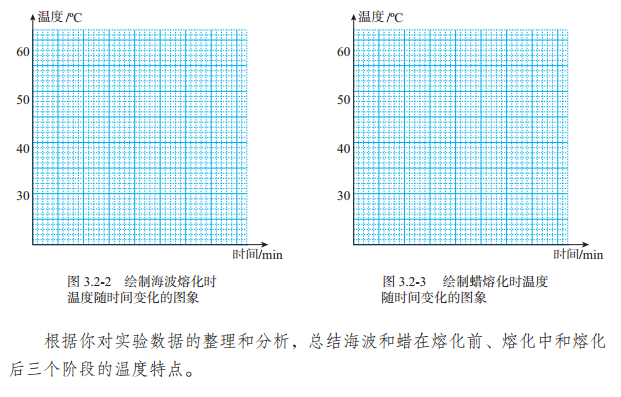 温度/℃
60
50
40
30
时间/min
图 3.2-2 绘制海波熔化时
温度随时间变化的图象
温度/℃
60
50
40
30
时间/min
图 3.2-3 绘制蜡熔化时温度
随时间变化的图象
根据你对实验数据的整理和分析，总结海波和蜡在熔化前、熔化中和熔化
后三个阶段的温度特点。